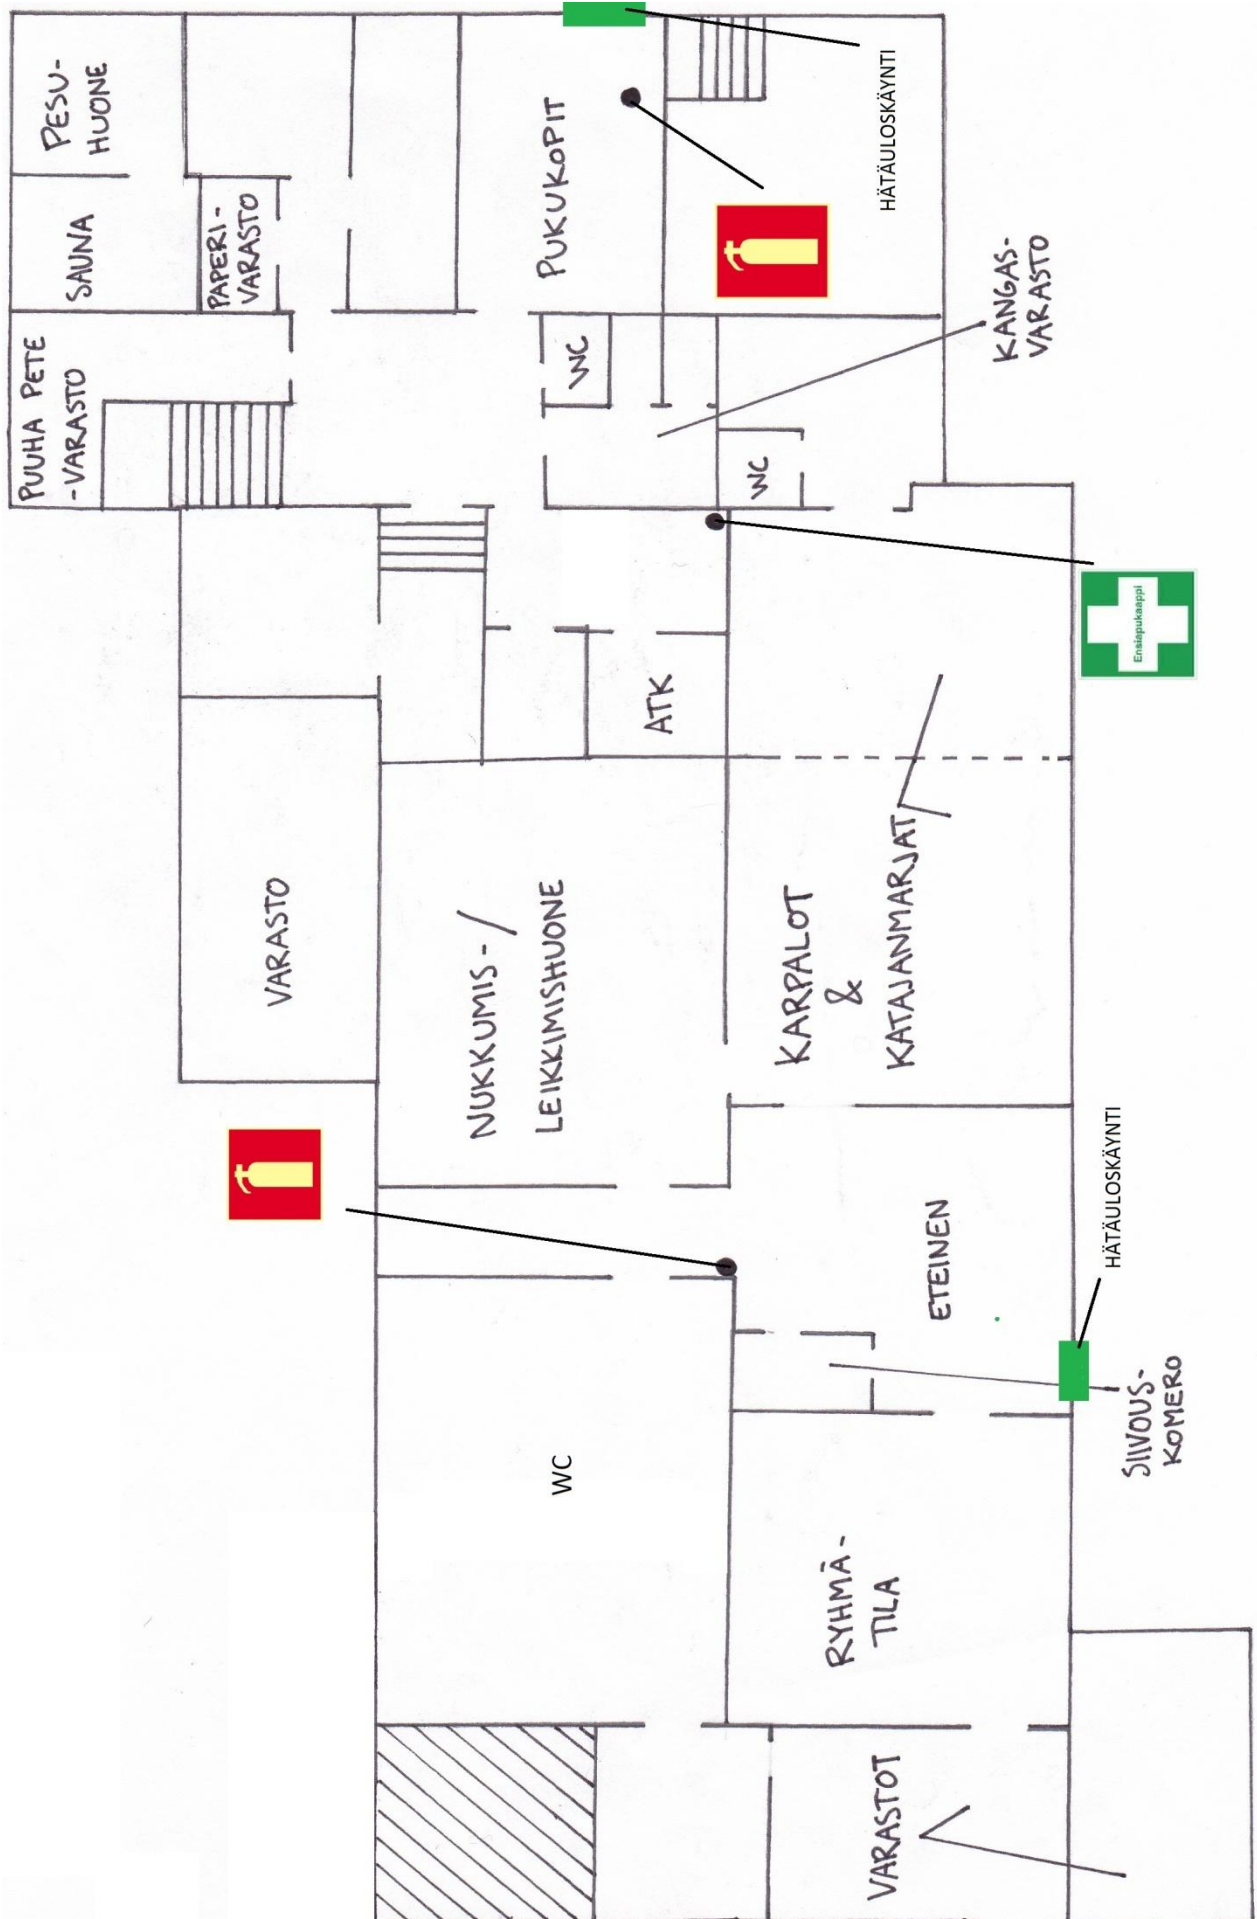 PESU-
HUONE
SAUNA
PAPERI-
VARASTO
PUUHA PETE
-VARASTO
PUKUKOPIT
HÄTÄULOSKÄYNTI
WC
KANGAS-
VARASTO
WC
Ensiapukaappi
ATK
VARASTO
NUKKUMIS-/
LEIKKIMISHUONE
KARPALOT
&
KATAJANMARJAT
ETEINEN
HÄTÄULOSKÄYNTI
SIIVOUS-
KOMERO
WC
RYHMÄ-
TILA
VARASTOT